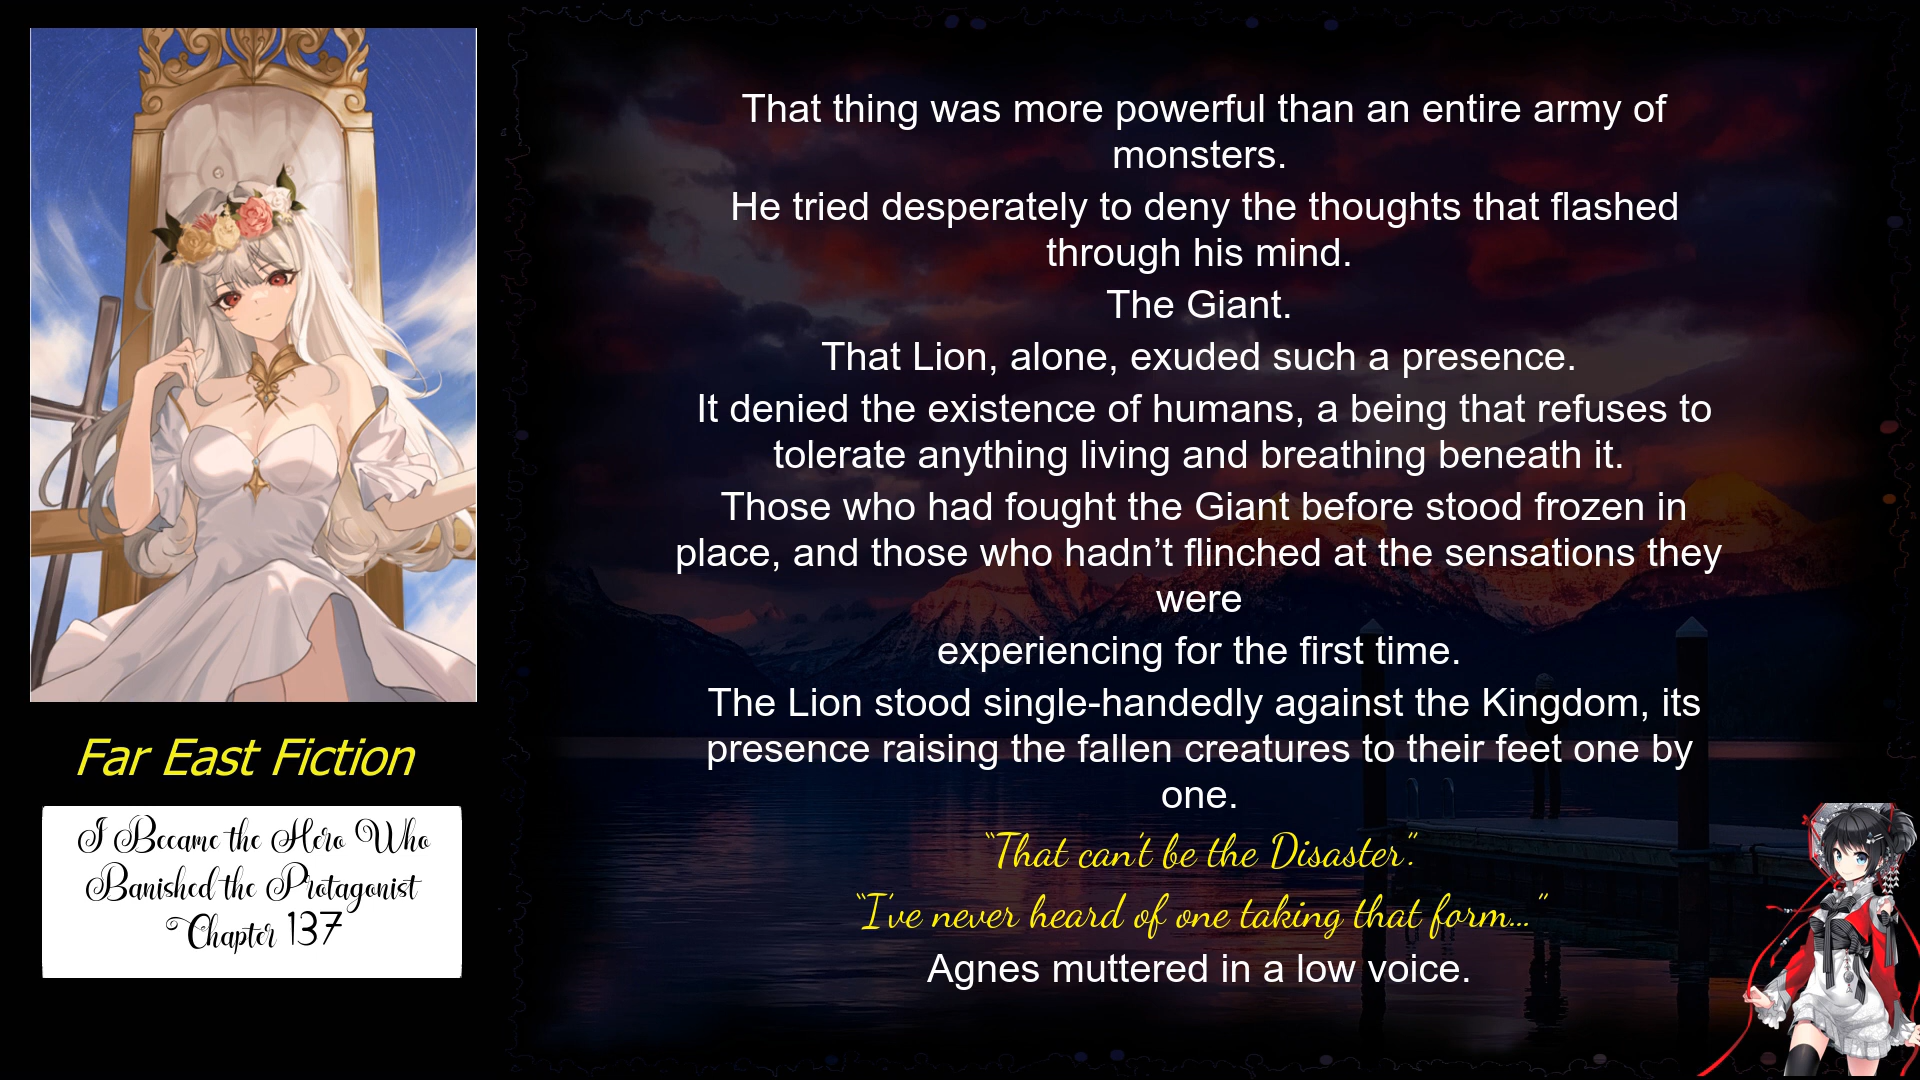 That thing was more powerful than an entire army of
monsters.
He tried desperately to deny the thoughts that flashed
through his mind.
The Giant.
That Lion, alone, exuded such a presence.
It denied the existence of humans, a being that refuses to
tolerate anything living and breathing beneath it.
Those who had fought the Giant before stood frozen in
place, and those who hadn’t flinched at the sensations they
were
experiencing for the first time.
The Lion stood single-handedly against the Kingdom, its
presence raising the fallen creatures to their feet one by
one.
“That can’t be the Disaster”.
“I’ve never heard of one taking that form...”
Agnes muttered in a low voice.
Far East Fiction
I Became the Hero Who
Banished the Protagonist
Chapter 137